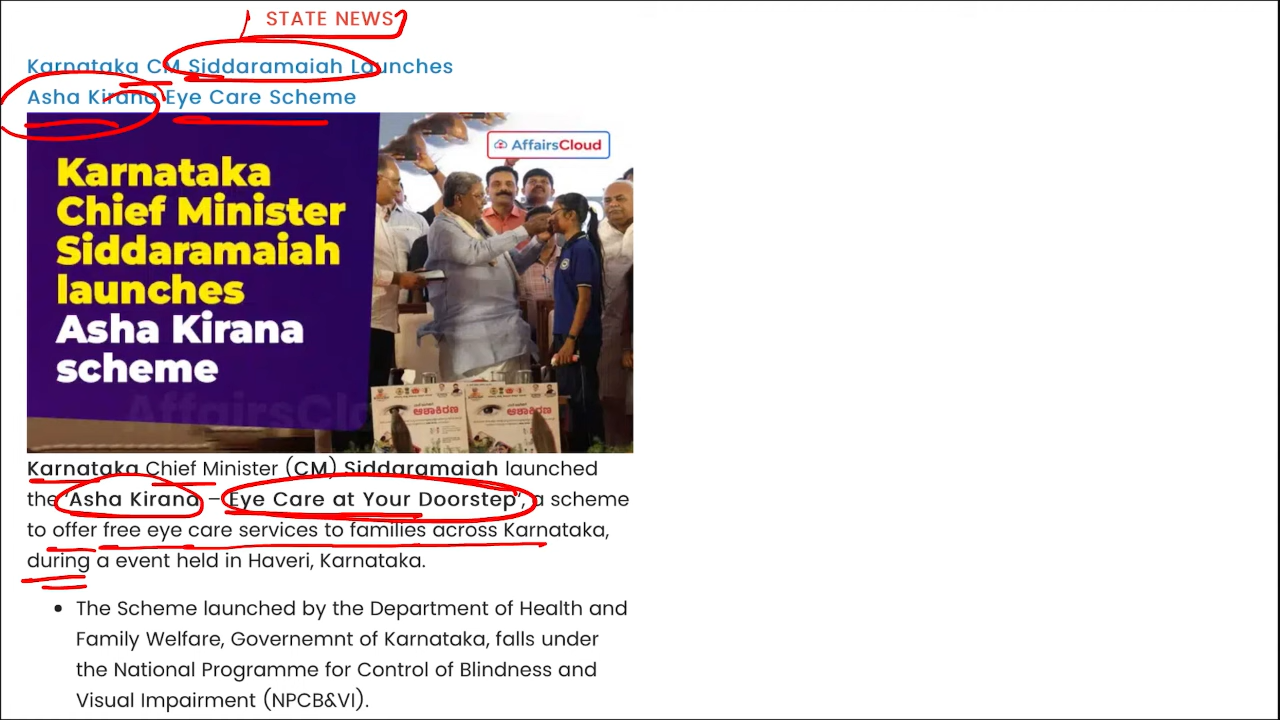 STATE NEWS
Karnataka CM Siddaramaiah Launches
Asha Kirana Eye Care Scheme
AffairsCloud
Karnataka
Chief Minister
Siddaramaiah
launches
Asha Kirana
scheme
ಆಶಾಕಿರಣ
ಆಶಾಕಿರಣ
Karnataka Chief Minister (CM) Siddaramaiah launched
the 'Asha Kirana – Eye Care at Your Doorstep', a scheme
to offer free eye care services to families across Karnataka,
during a event held in Haveri, Karnataka.
• The Scheme launched by the Department of Health and
Family Welfare, Governemnt of Karnataka, falls under
the National Programme for Control of Blindness and
Visual Impairment (NPCB&VI).